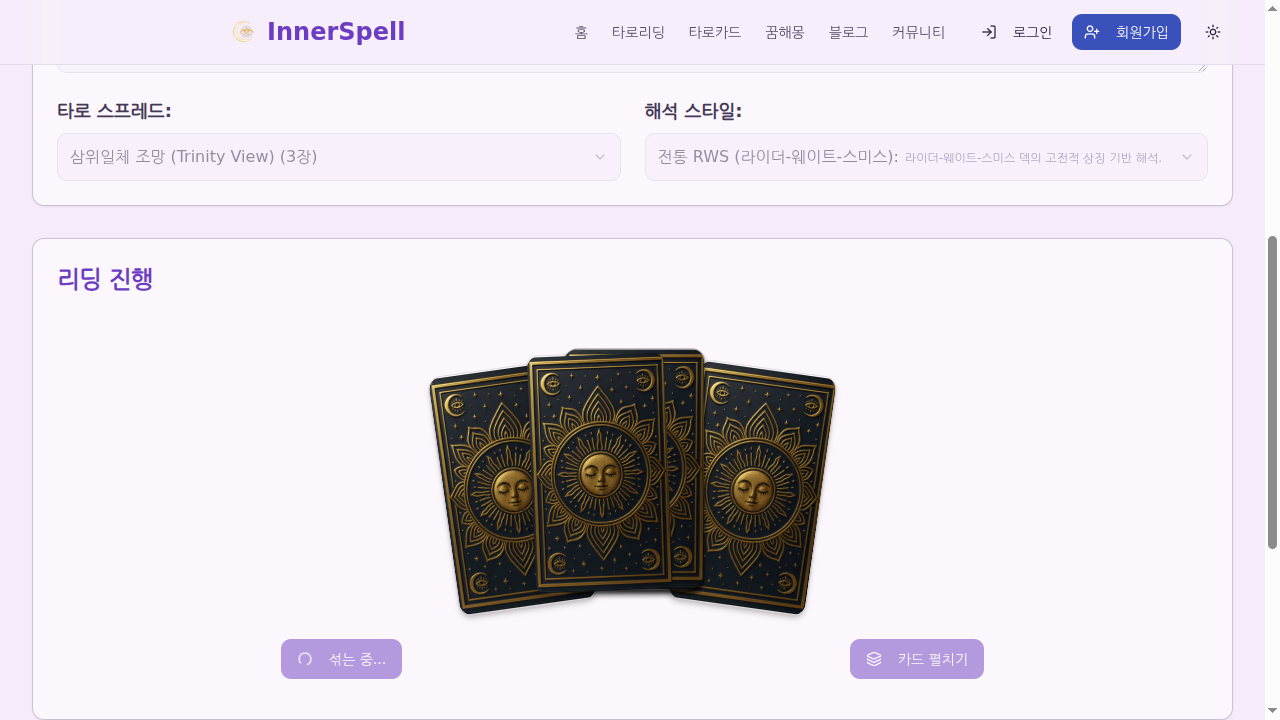 InnerSpell
홈
타로리딩
타로카드
꿈해몽
블로그
커뮤니티
로그인
회원가입
타로 스프레드:
해석 스타일:
삼위일체 조망 (Trinity View) (3장)
전통 RWS (라이더-웨이트-스미스): 라이더-웨이트-스미스 덱의 고전적 상징 기반 해석.
리딩 진행
섞는 중...
카드 펼치기